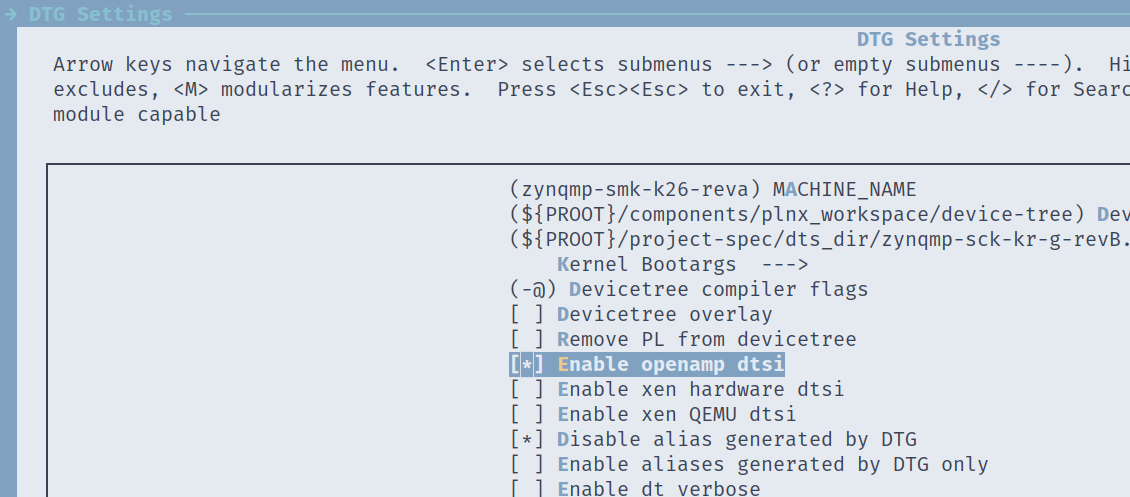 → DTG Settings
DTG Settings
Arrow keys navigate the menu.  <Enter> selects submenus ---> (or empty submenus ----).  Hi
excludes, <M> modularizes features.  Press <Esc><Esc> to exit, <?> for Help, </> for Searc
module capable
(zynqmp-smk-k26-reva) MACHINE_NAME
(${PROOT}/components/plnx_workspace/device-tree) Dev
(${PROOT}/project-spec/dts_dir/zynqmp-sck-kr-g-revB.
Kernel Bootargs  --->
(-@) Devicetree compiler flags
[ ] Devicetree overlay
[ ] Remove PL from devicetree
[*] Enable openamp dtsi
[ ] Enable xen hardware dtsi
[ ] Enable xen QEMU dtsi
[*] Disable alias generated by DTG
[ ] Enable aliases generated by DTG only
[ ] Enable dt verbose